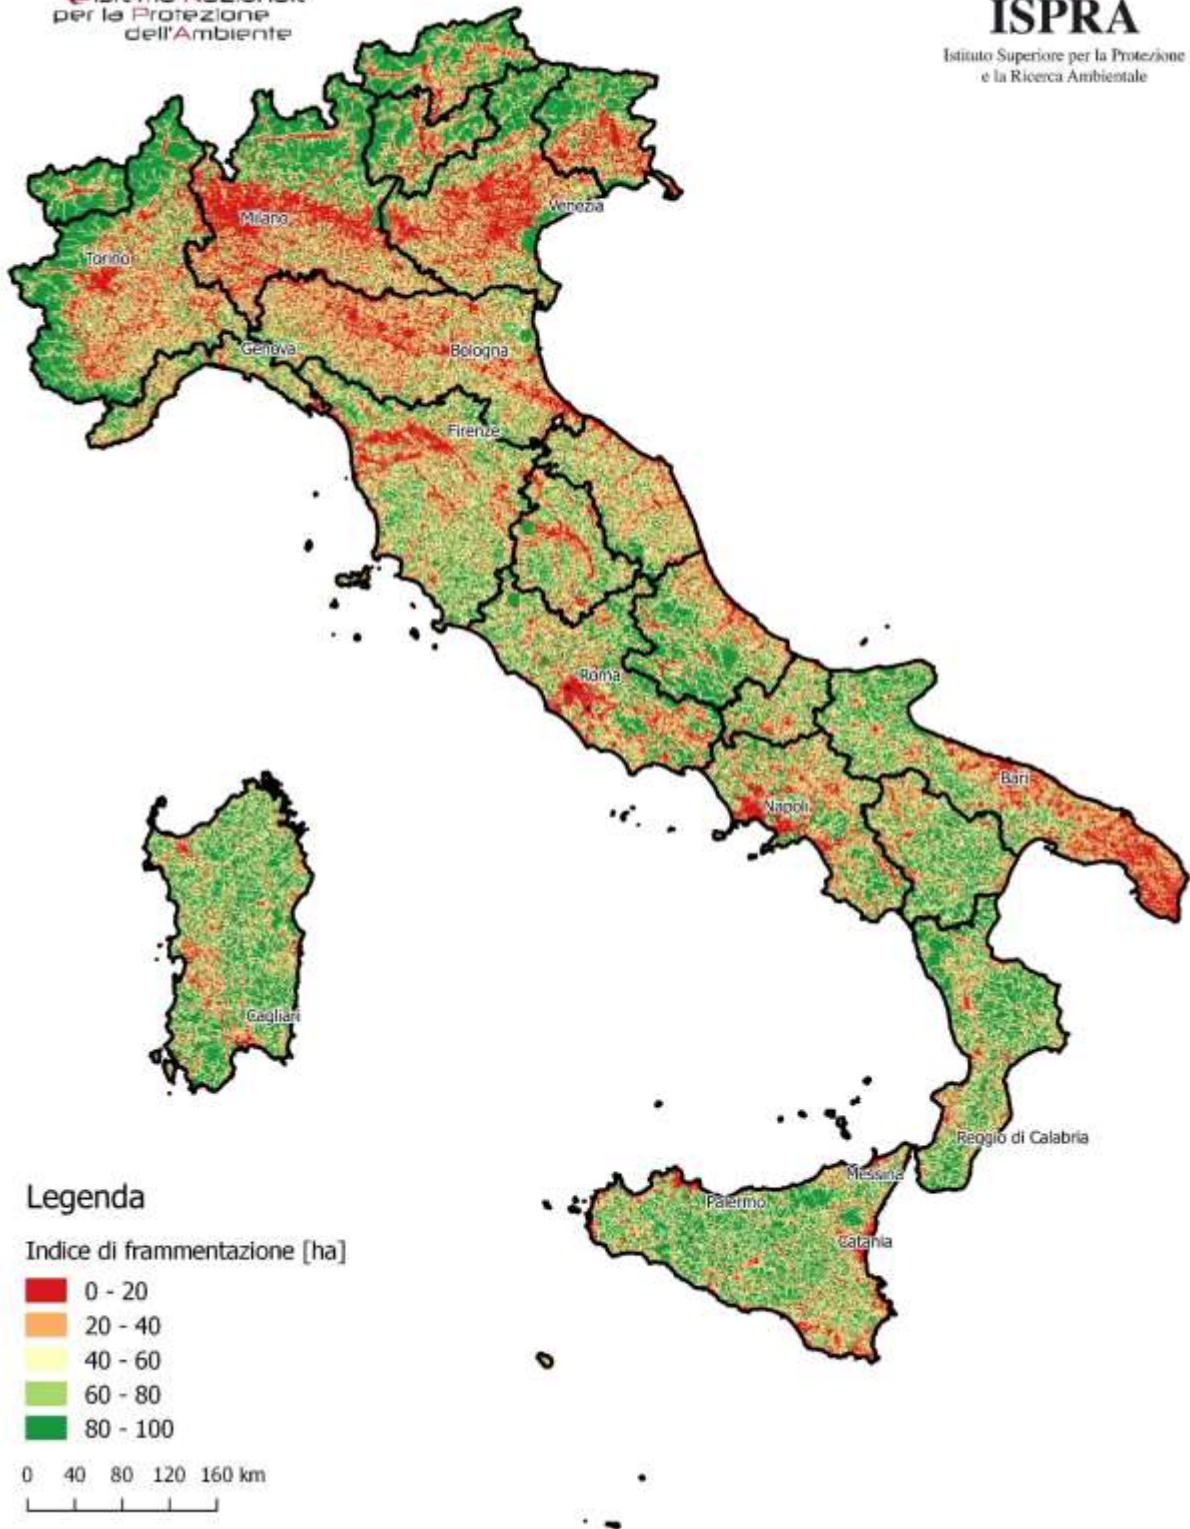 per la Protezione
dell'Ambiente
ISPRA
Istituto Superiore per la Protezione
e la Ricerca Ambientale
Venezia
Milano
Torino
Genova
Bologna
Firenze
Roma
Bari
Napoli
Cagliari
Reggio di Calabria
Messina
Palermo
Catania
Legenda
Indice di frammentazione [ha]
0 - 20
20 - 40
40 - 60
60 - 80
80 - 100
0 40 80 120 160 km